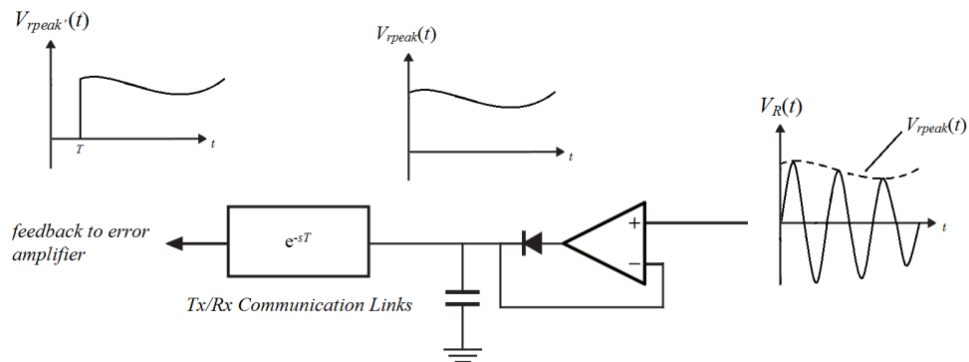 Vrpeak'(t)
T
t
Vrpeak(t)
t
VR(t)
Vrpeak(t)
t
feedback to error
amplifier
e-sT
+
−
Tx/Rx Communication Links